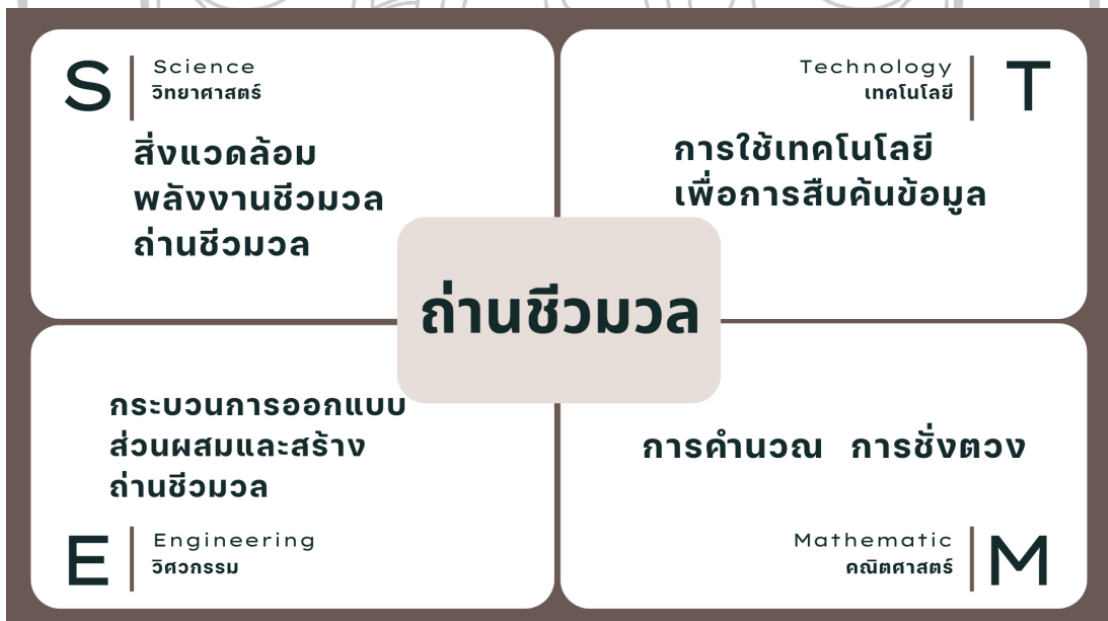 S
Science
วิทยาศาสตร์
สิ่งแวดล้อม
พลังงานชีวมวล
ถ่านชีวมวล
Technology
เทคโนโลยี
T
การใช้เทคโนโลยี
เพื่อการสืบค้นข้อมูล
ถ่านชีวมวล
กระบวนการออกแบบ
ส่วนผสมและสร้าง
ถ่านชีวมวล
E
Engineering
วิศวกรรม
การคำนวณ การชั่งตวง
Mathematic
คณิตศาสตร์
M